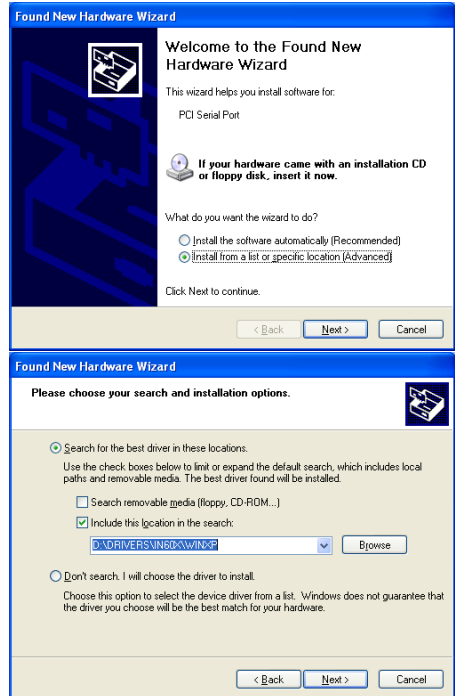 Found New Hardware Wizard
Welcome to the Found New
Hardware Wizard
This wizard helps you install software for:
PCI Serial Port
If your hardware came with an installation CD
or floppy disk, insert it now.
What do you want the wizard to do?
Install the software automatically (Recommended)
Install from a list or specific location (Advanced)
Click Next to continue.
< Back Next > Cancel
Found New Hardware Wizard
Please choose your search and installation options.
Search for the best driver in these locations.
Use the check boxes below to limit or expand the default search, which includes local
paths and removable media. The best driver found will be installed.
Search removable media (floppy, CD-ROM...)
Include this location in the search:
D:\DRIVERS\IN60X\WINXP
Browse
Don't search. I will choose the driver to install.
Choose this option to select the device driver from a list. Windows does not guarantee that
the driver you choose will be the best match for your hardware.
< Back Next > Cancel